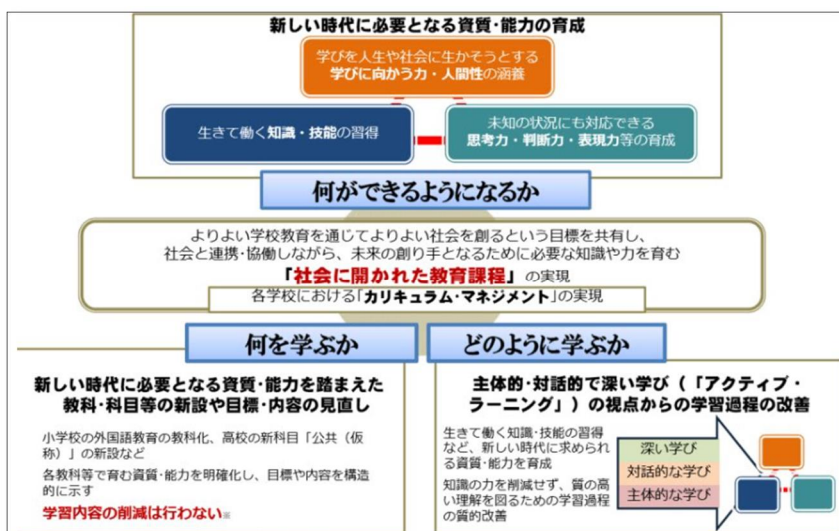 新しい時代に必要となる資質・能力の育成
学びを人生や社会に生かそうとする
学びに向かう力・人間性の涵養
生きて働く知識・技能の習得
未知の状況にも対応できる
思考力・判断力・表現力等の育成
何ができるようになるか
よりよい学校教育を通じてよりよい社会を創るという目標を共有し、
社会と連携・協働しながら、未来の創り手となるために必要な知識や力を育む
「社会に開かれた教育課程」の実現
各学校における「カリキュラム・マネジメント」の実現
何を学ぶか
新しい時代に必要となる資質・能力を踏まえた
教科・科目等の新設や目標・内容の見直し
小学校の外国語教育の教科化、高校の新科目「公共（仮
称）」の新設など
各教科等で育む資質・能力を明確化し、目標や内容を構造
的に示す
学習内容の削減は行わない※
どのように学ぶか
主体的・対話的で深い学び（「アクティブ・
ラーニング」）の視点からの学習過程の改善
生きて働く知識・技能の習得
など、新しい時代に求められ
る資質・能力を育成
知識の力を削減せず、質の高
い理解を図るための学習過程
の質的改善
深い学び
対話的な学び
主体的な学び